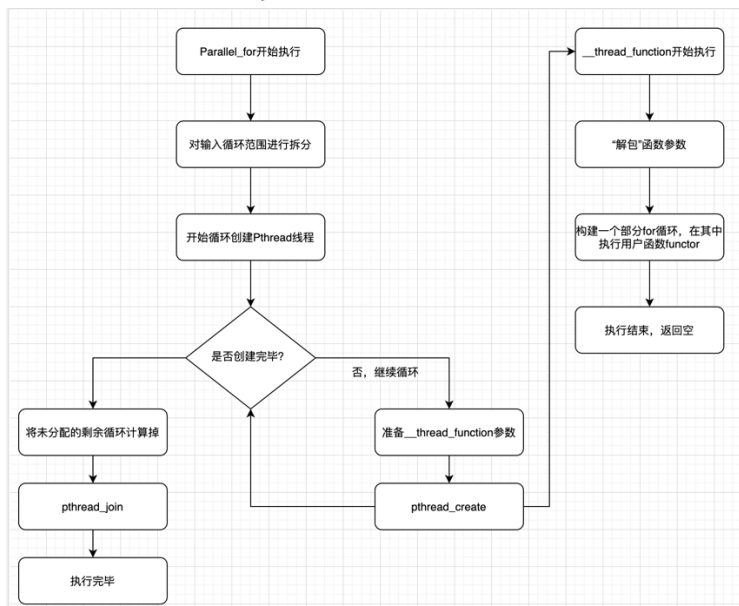 Parallel_for开始执行
对输入循环范围进行拆分
开始循环创建Pthread线程
是否创建完毕?
否，继续循环
将未分配的剩余循环计算掉
pthread_join
执行完毕
准备__thread_function参数
pthread_create
__thread_function开始执行
“解包”函数参数
构建一个部分for循环，在其中
执行用户函数functor
执行结束，返回空